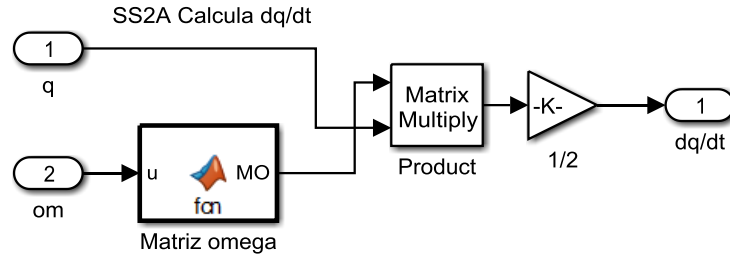 SS2A Calcula dq/dt
1
q
2
om
u
MO
fcn
Matriz omega
Matrix
Multiply
Product
-K-
1/2
1
dq/dt